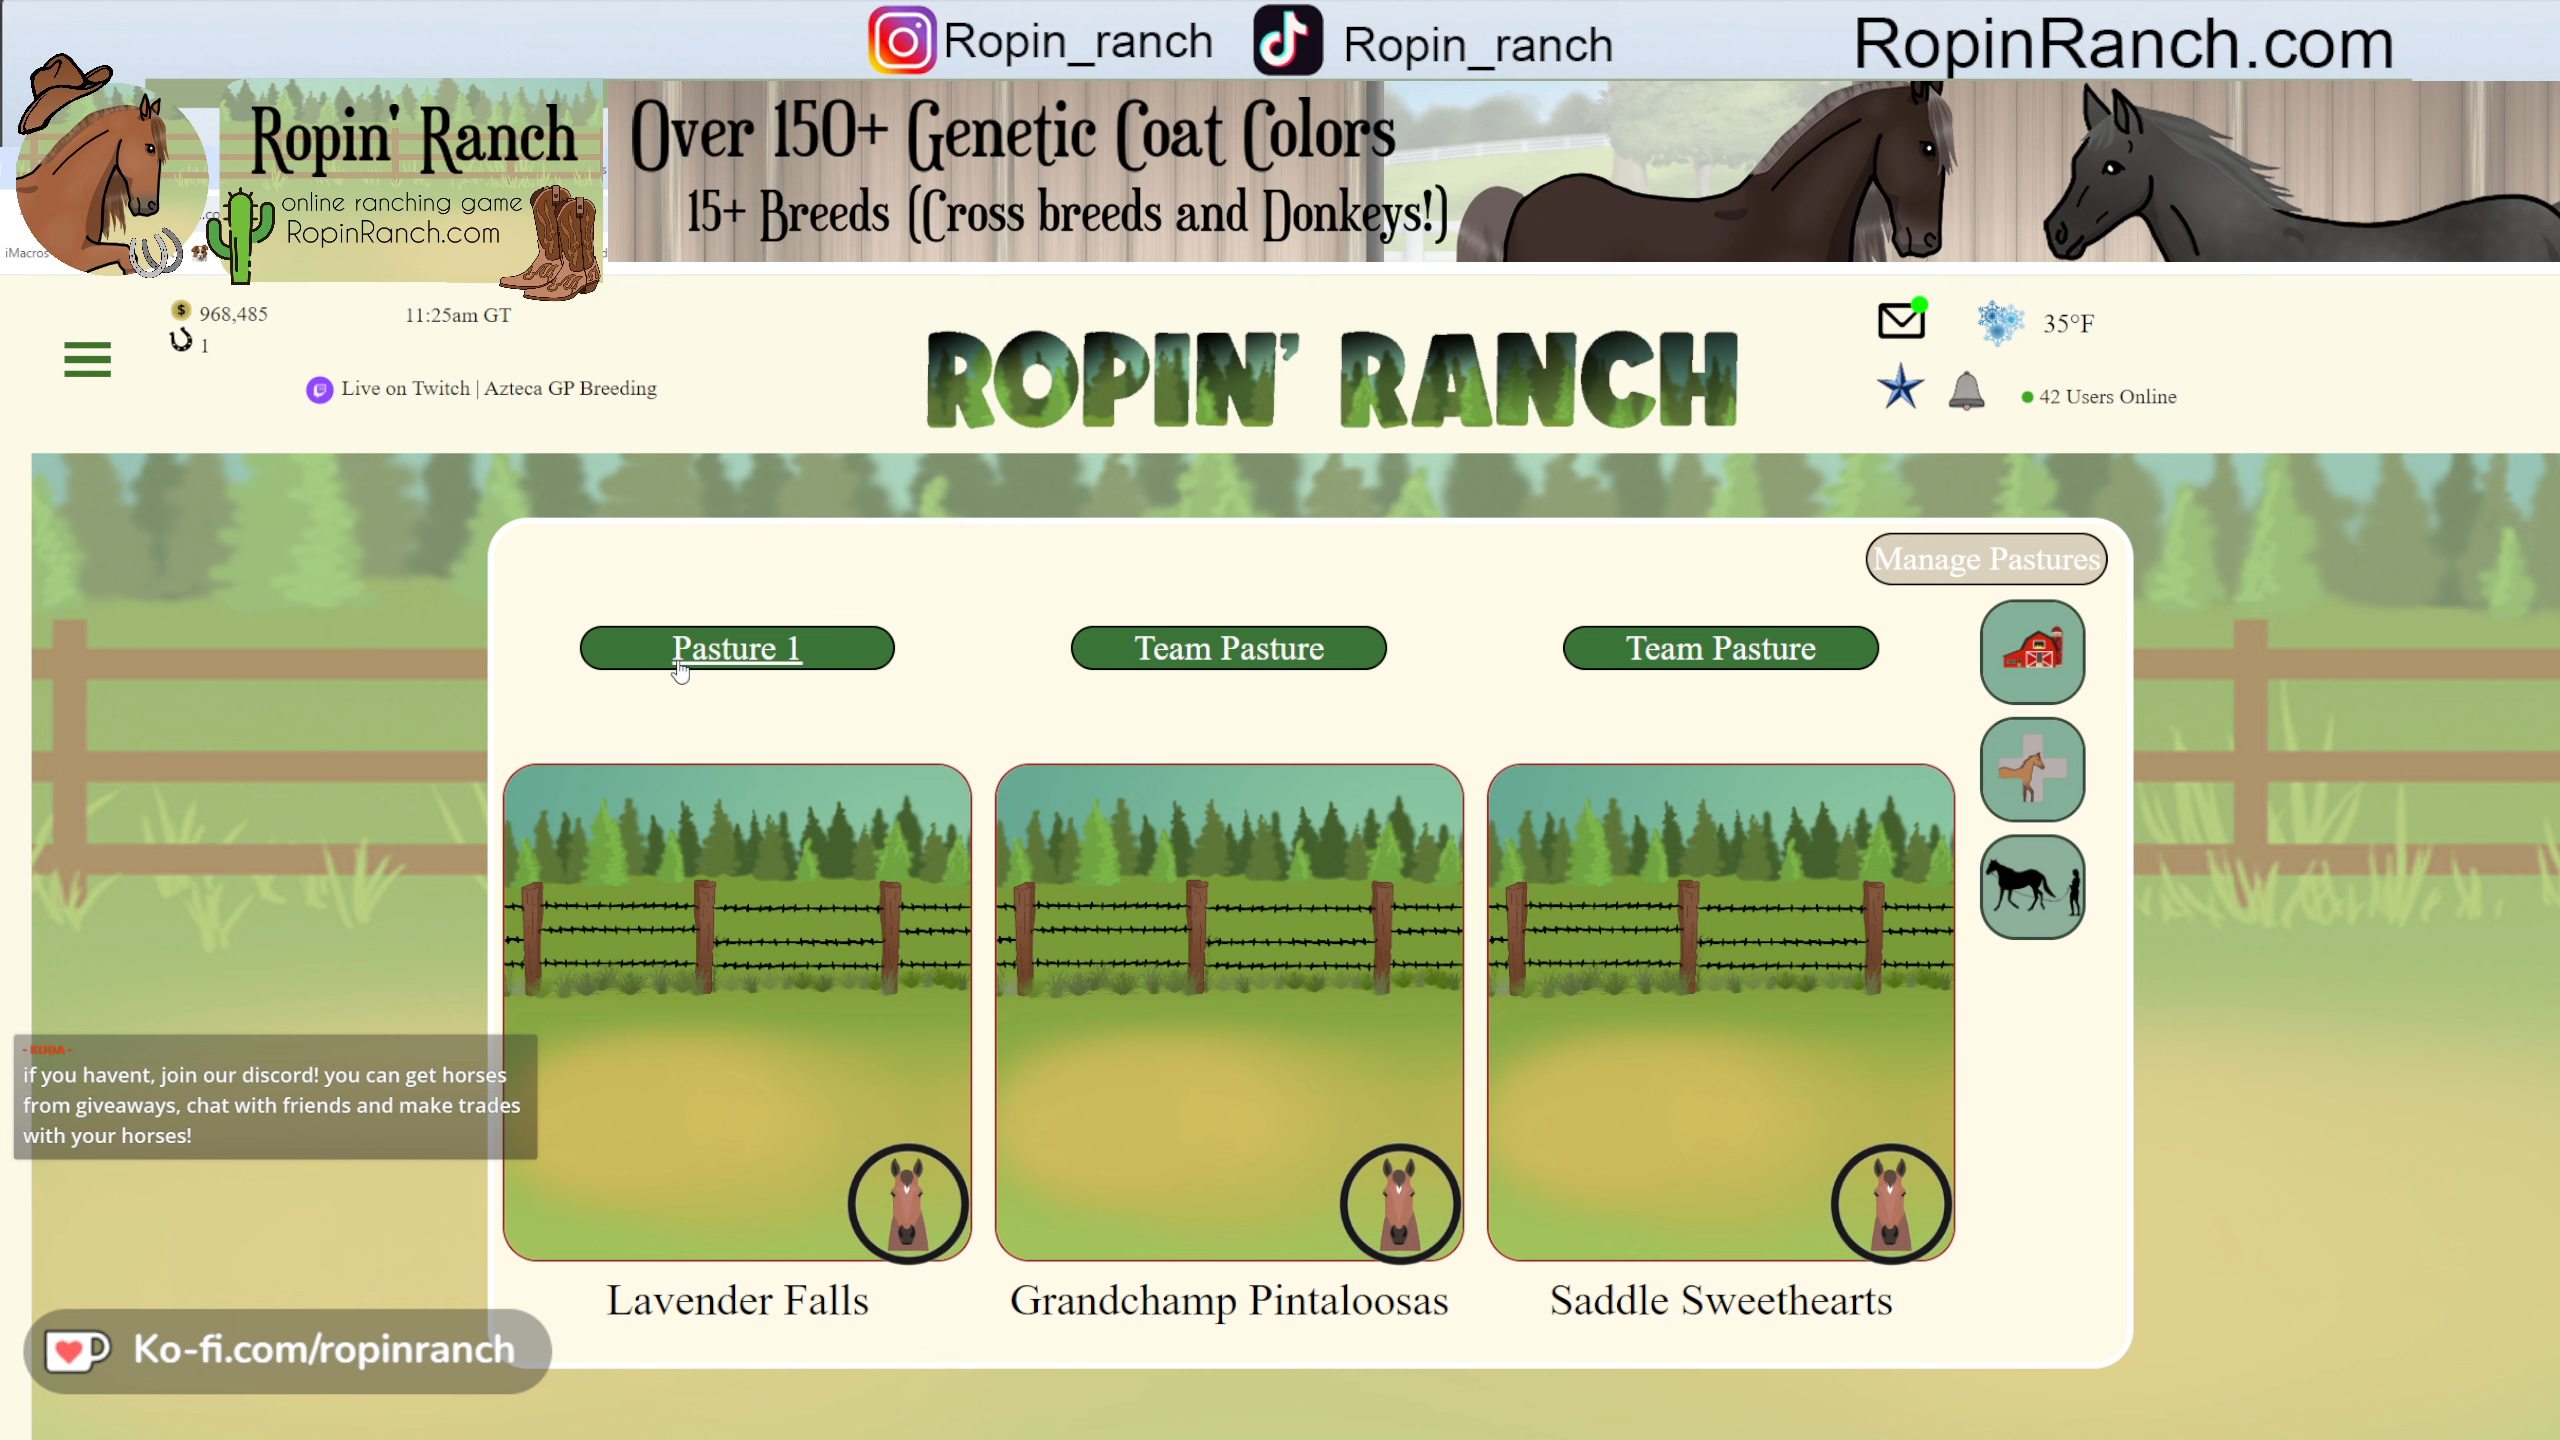 Ropin_ranch
Ropin_ranch
RopinRanch.com
Ropin' Ranch
online ranching game
RopinRanch.com
Over 150+ Genetic Coat Colors
15+ Breeds (Cross breeds and Donkeys!)
iMacros
968,485
1
11:25am GT
Live on Twitch | Azteca GP Breeding
ROPIN' RANCH
35°F
42 Users Online
Manage Pastures
Pasture 1
Team Pasture
Team Pasture
- KODA -
if you havent, join our discord! you can get horses
from giveaways, chat with friends and make trades
with your horses!
Lavender Falls
Grandchamp Pintaloosas
Saddle Sweethearts
Ko-fi.com/ropinranch